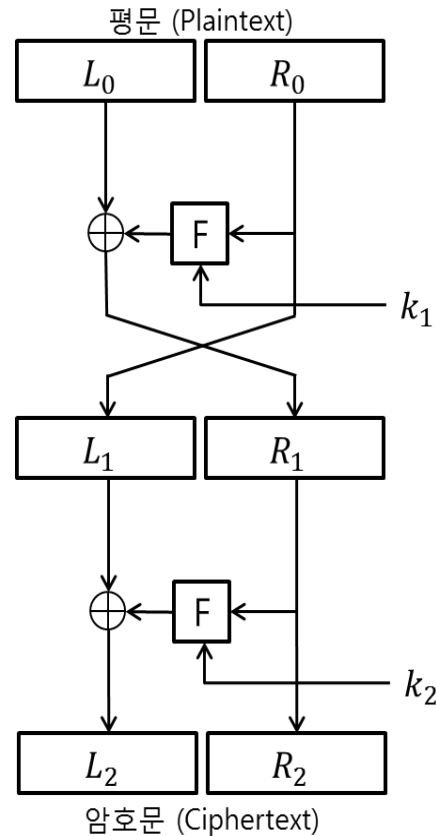 평문 (Plaintext)
L₀ R₀
F
k₁
L₁ R₁
F
k₂
L₂ R₂
암호문 (Ciphertext)